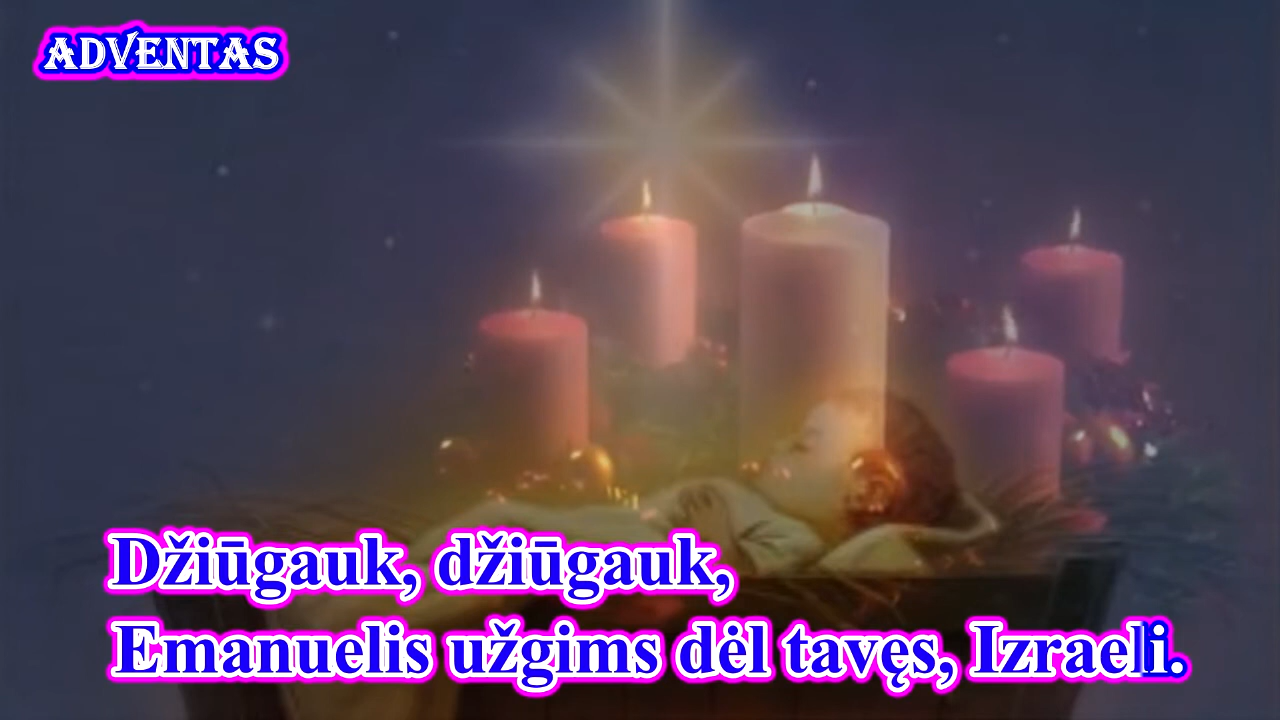 ADVENTAS
Džiūgauk, džiūgauk,
Emanuelis užgims dėl tavęs, Izraeli.